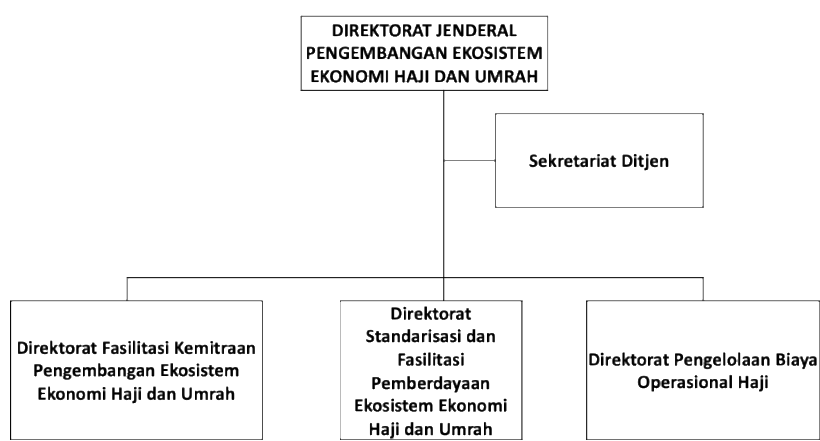 DIREKTORAT JENDERAL
PENGEMBANGAN EKOSISTEM
EKONOMI HAJI DAN UMRAH
Sekretariat Ditjen
Direktorat Fasilitasi Kemitraan
Pengembangan Ekosistem
Ekonomi Haji dan Umrah
Direktorat
Standarisasi dan
Fasilitasi
Pemberdayaan
Ekosistem Ekonomi
Haji dan Umrah
Direktorat Pengelolaan Biaya
Operasional Haji